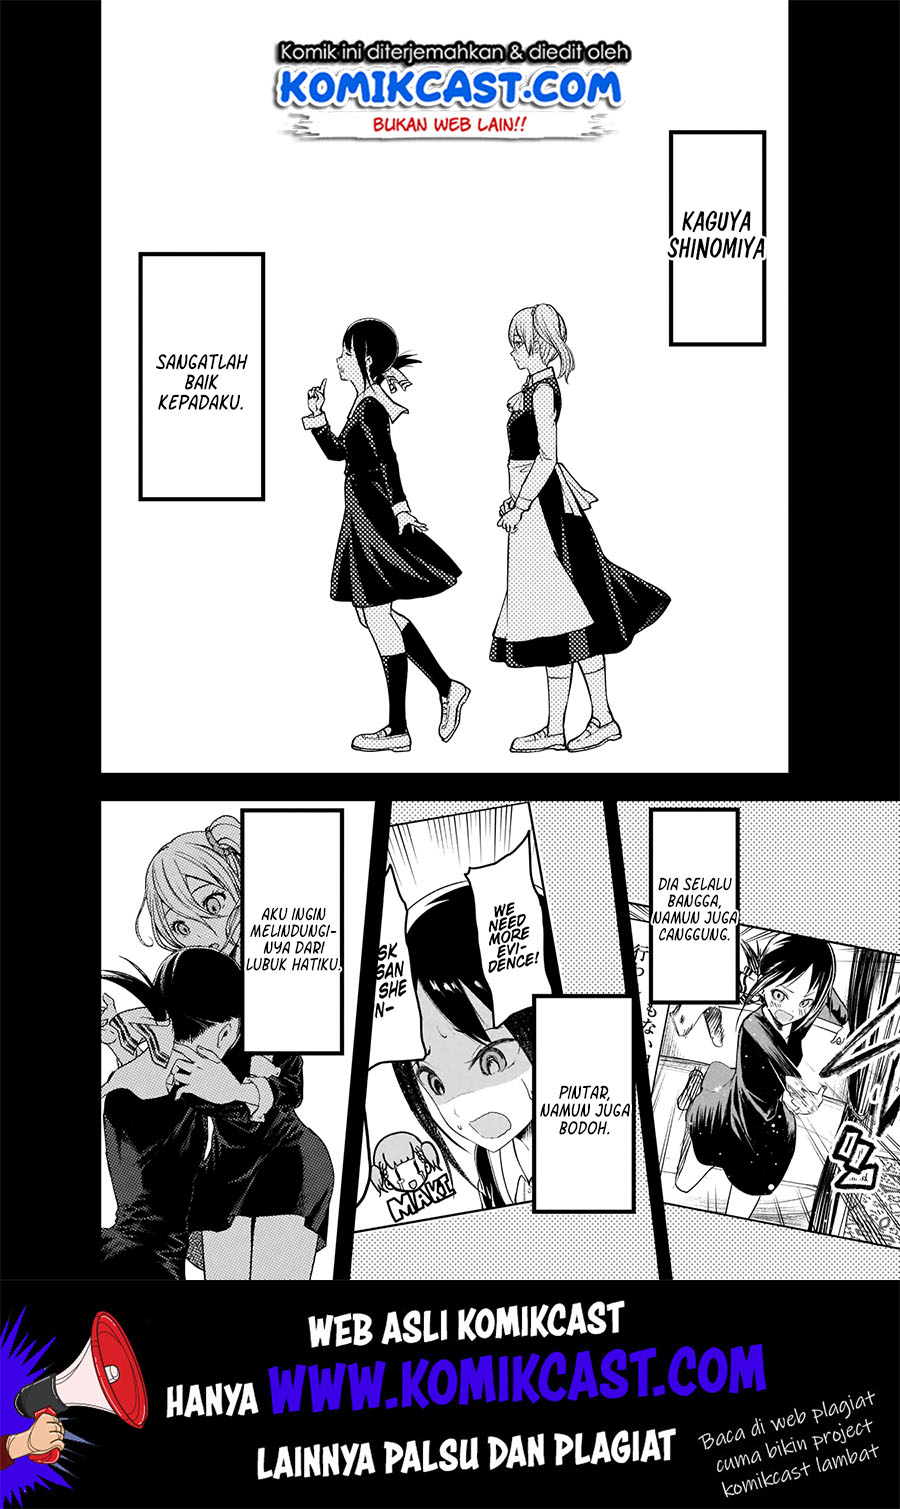 Komik ini diterjemahkan & diedit oleh
KOMIKCAST.COM
BUKAN WEB LAIN!!
KAGUYA
SHINOMIYA
SANGATLAH
BAIK
KEPADAKU.
DIA SELALU
BANGGA,
NAMUN JUGA
CANGGUNG.
WE
NEED
MORE
EVI-
DENCE!
SK
SAN
SHE
N-
MAKI
PINTAR,
NAMUN JUGA
BODOH.
AKU INGIN
MELINDUNGI-
NYA DARI
LUBUK HATIKU.
WEB ASLI KOMIKCAST
HANYA WWW.KOMIKCAST.COM
LAINNYA PALSU DAN PLAGIAT
Baca di web plagiat
cuma bikin project
komikcast lambat